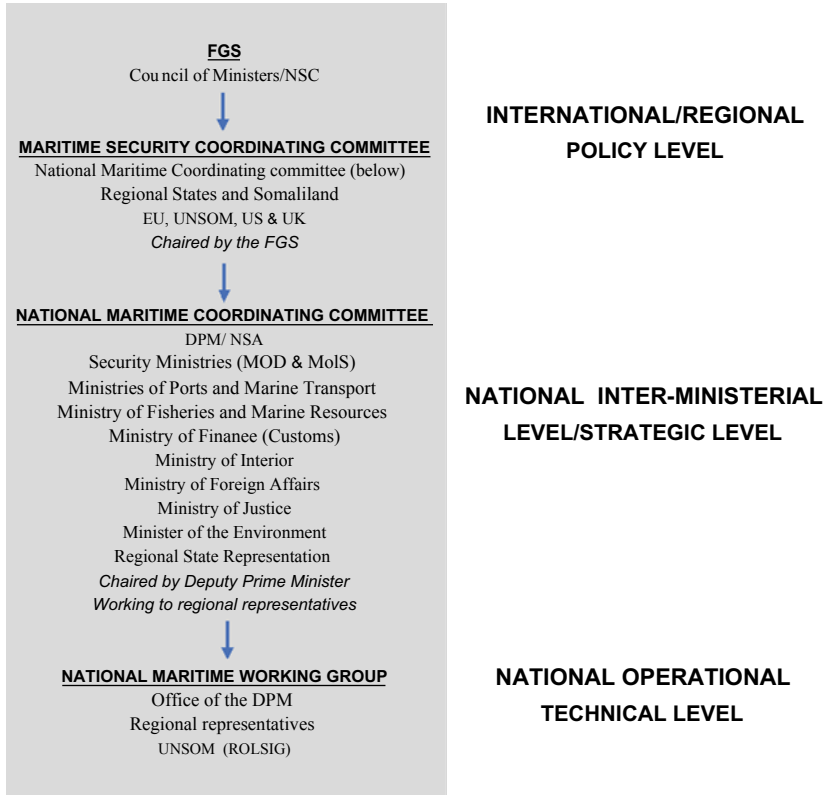 FGS
Council of Ministers/NSC
MARITIME SECURITY COORDINATING COMMITTEE
National Maritime Coordinating committee (below)
Regional States and Somaliland
EU, UNSOM, US & UK
Chaired by the FGS
INTERNATIONAL/REGIONAL
POLICY LEVEL
NATIONAL MARITIME COORDINATING COMMITTEE
DPM/ NSA
Security Ministries (MOD & MolS)
Ministries of Ports and Marine Transport
Ministry of Fisheries and Marine Resources
Ministry of Finanee (Customs)
Ministry of Interior
Ministry of Foreign Affairs
Ministry of Justice
Minister of the Environment
Regional State Representation
Chaired by Deputy Prime Minister
Working to regional representatives
NATIONAL INTER-MINISTERIAL
LEVEL/STRATEGIC LEVEL
NATIONAL MARITIME WORKING GROUP
Office of the DPM
Regional representatives
UNSOM (ROLSIG)
NATIONAL OPERATIONAL
TECHNICAL LEVEL